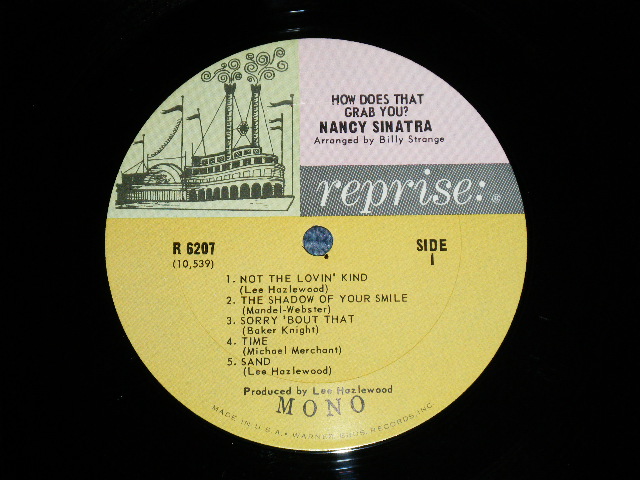 HOW DOES THAT
GRAB YOU?
NANCY SINATRA
Arranged by Billy Strange
reprise:
R 6207
(10,539)
SIDE
1
1. NOT THE LOVIN' KIND
(Lee Hazlewood)
2. THE SHADOW OF YOUR SMILE
(Mandel-Webster)
3. SORRY 'BOUT THAT
(Baker Knight)
4. TIME
(Michael Merchant)
5. SAND
(Lee Hazlewood)
Produced by Lee Hazlewood
MONO
MADE IN U.S.A. • WARNER BROS. RECORDS, INC.